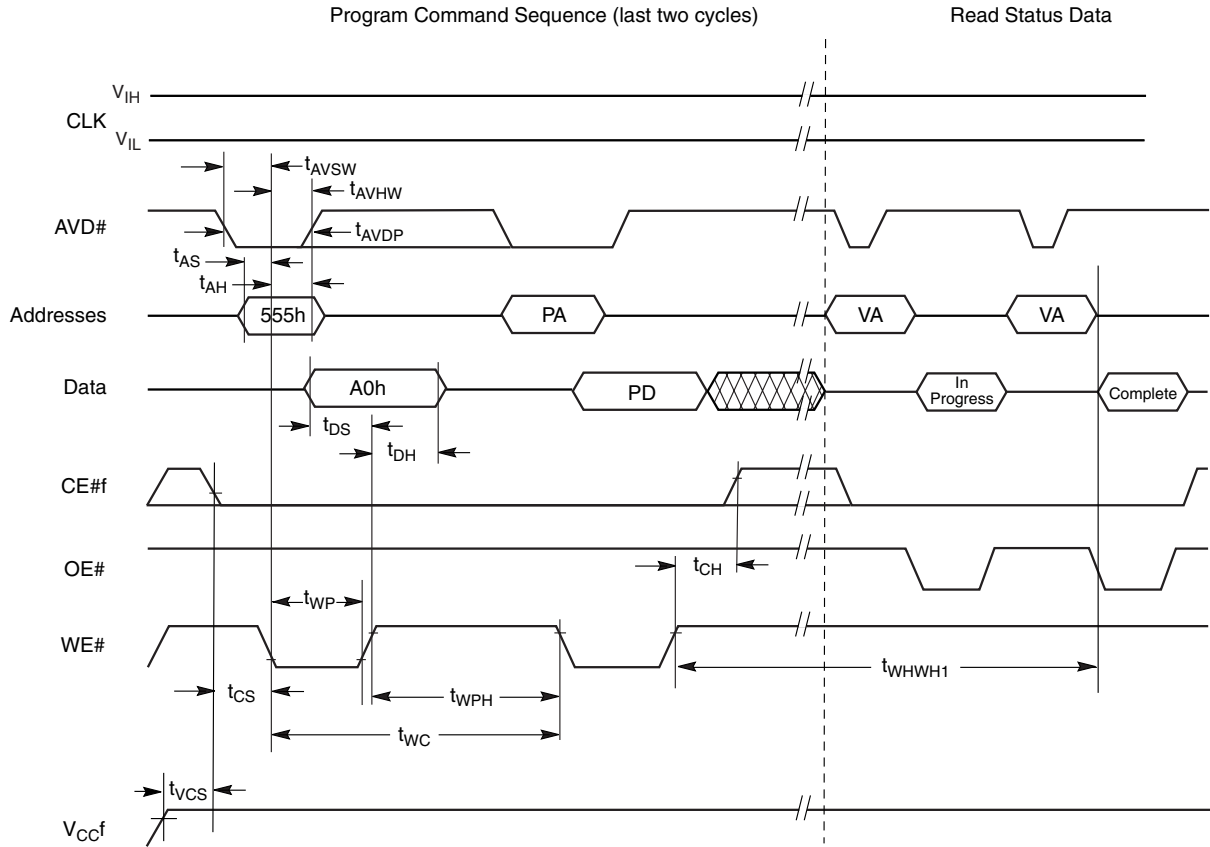 Program Command Sequence (last two cycles)
Read Status Data
VIH
CLK
VIL
tAVSW
tAVHW
AVD#
tAVDP
tAS
tAH
Addresses
555h
PA
VA
VA
Data
A0h
PD
In
Progress
Complete
tDS
tDH
CE#f
OE#
tCH
tWP
WE#
tWHWH1
tCS
tWPH
tWC
tVCS
VCCf